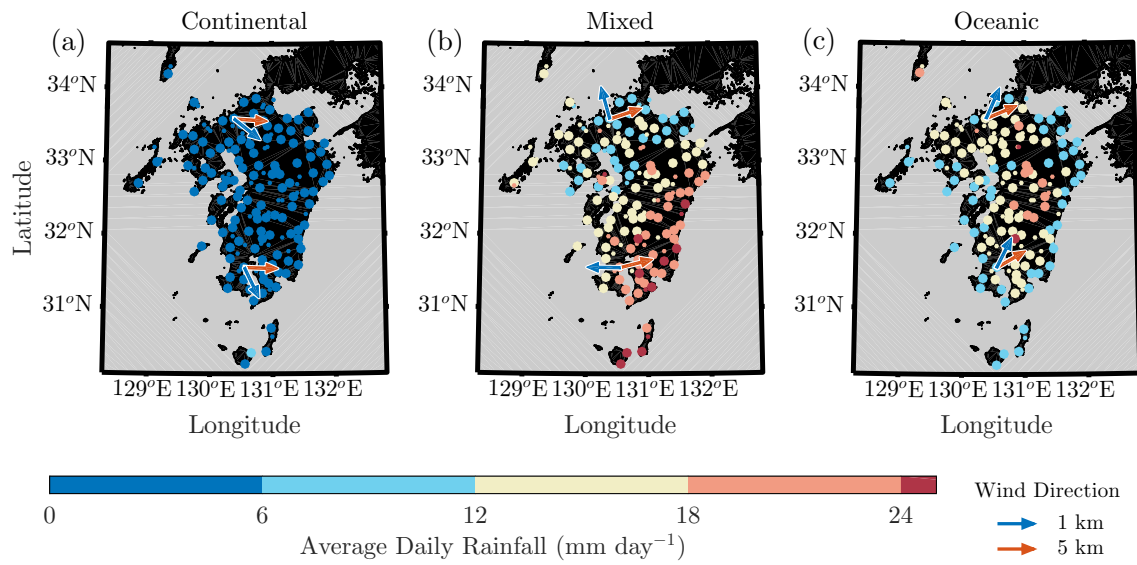 Continental Mixed Oceanic
(a) (b) (c)
34°N 34°N 34°N
33°N 33°N 33°N
32°N 32°N 32°N
31°N 31°N 31°N
Latitude
129°E 130°E 131°E 132°E 129°E 130°E 131°E 132°E 129°E 130°E 131°E 132°E
Longitude Longitude Longitude
0 6 12 18 24
Average Daily Rainfall (mm day⁻¹)
Wind Direction
1 km
5 km